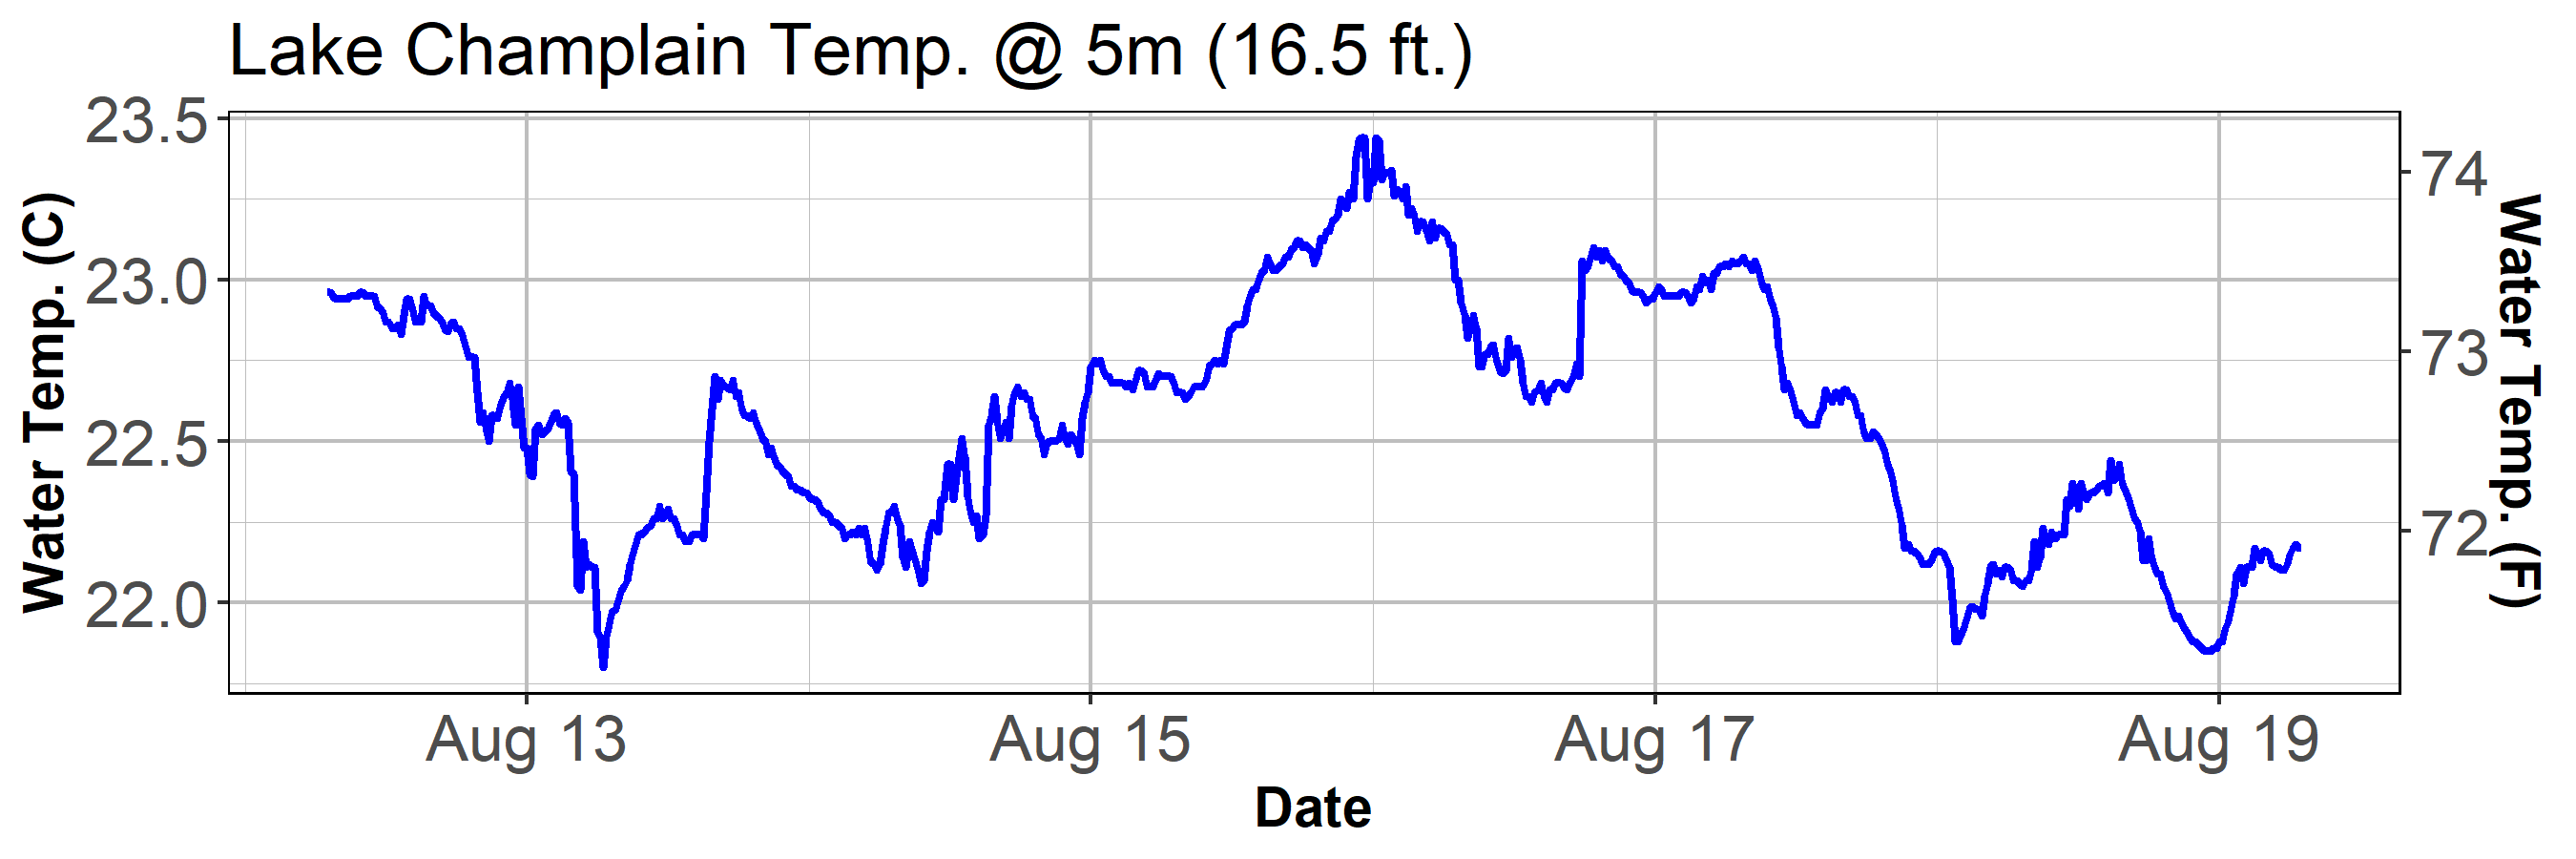 Lake Champlain Temp. @ 5m (16.5 ft.)
Water Temp. (C)
23.5
23.0
22.5
22.0
74
73
72
Water Temp. (F)
Aug 13
Aug 15
Aug 17
Aug 19
Date